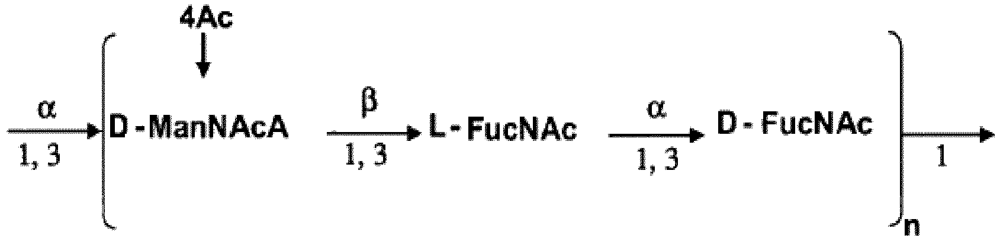 4Ac
α β α
D - ManNAcA L - FucNAc D - FucNAc
1, 3 1, 3 1, 3 1
n